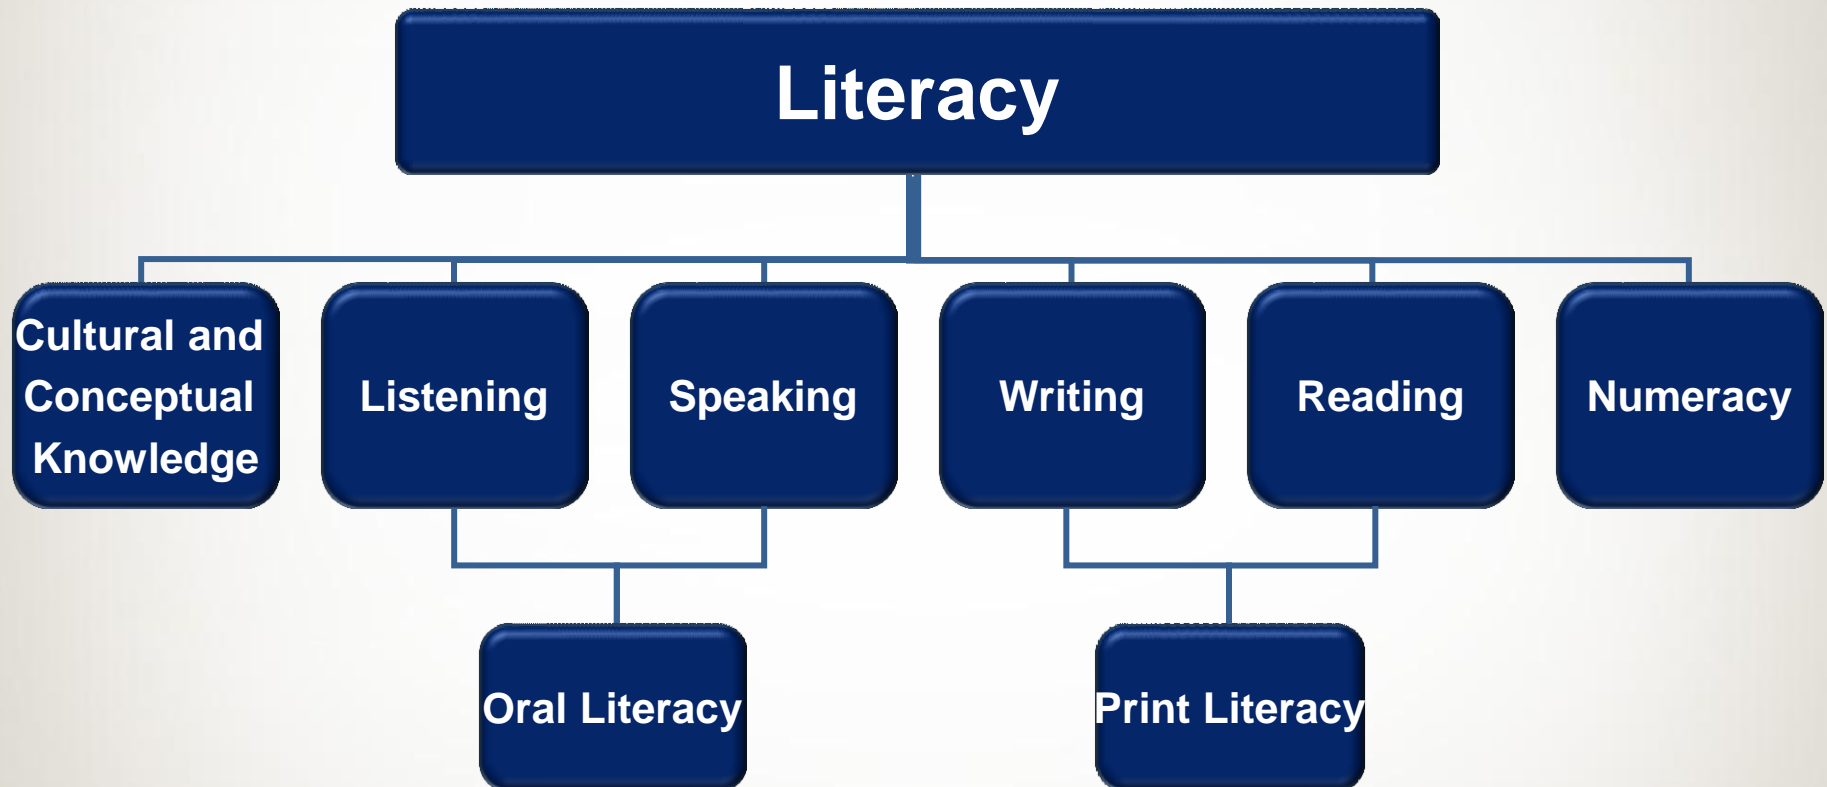 Literacy
Cultural and
Conceptual
Knowledge
Listening
Speaking
Writing
Reading
Numeracy
Oral Literacy
Print Literacy